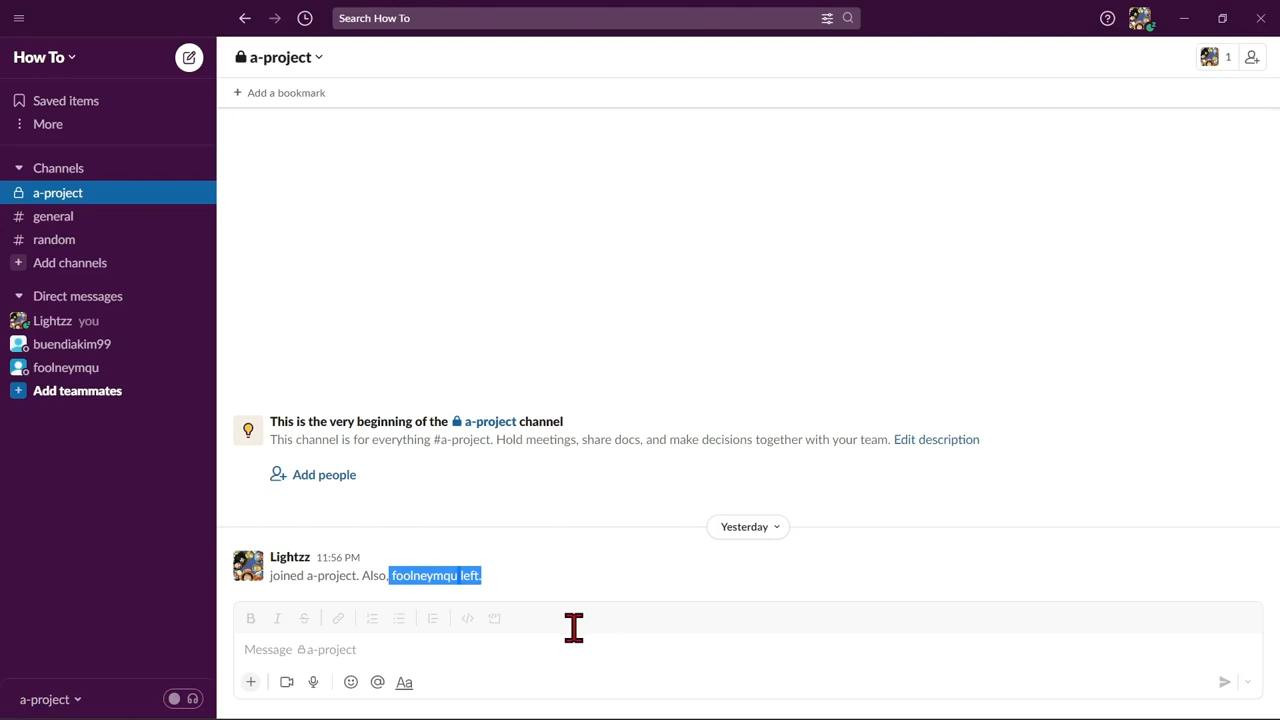 Search How To
How To
a-project
1
Add a bookmark
Saved items
More
Channels
a-project
general
random
Add channels
Direct messages
Lightzz you
buendiakim99
foolneymqu
Add teammates
This is the very beginning of the a-project channel
This channel is for everything #a-project. Hold meetings, share docs, and make decisions together with your team. Edit description
Add people
Yesterday
Lightzz 11:56 PM
joined a-project. Also, foolneymqu left.
Message a-project
Aa
a-project